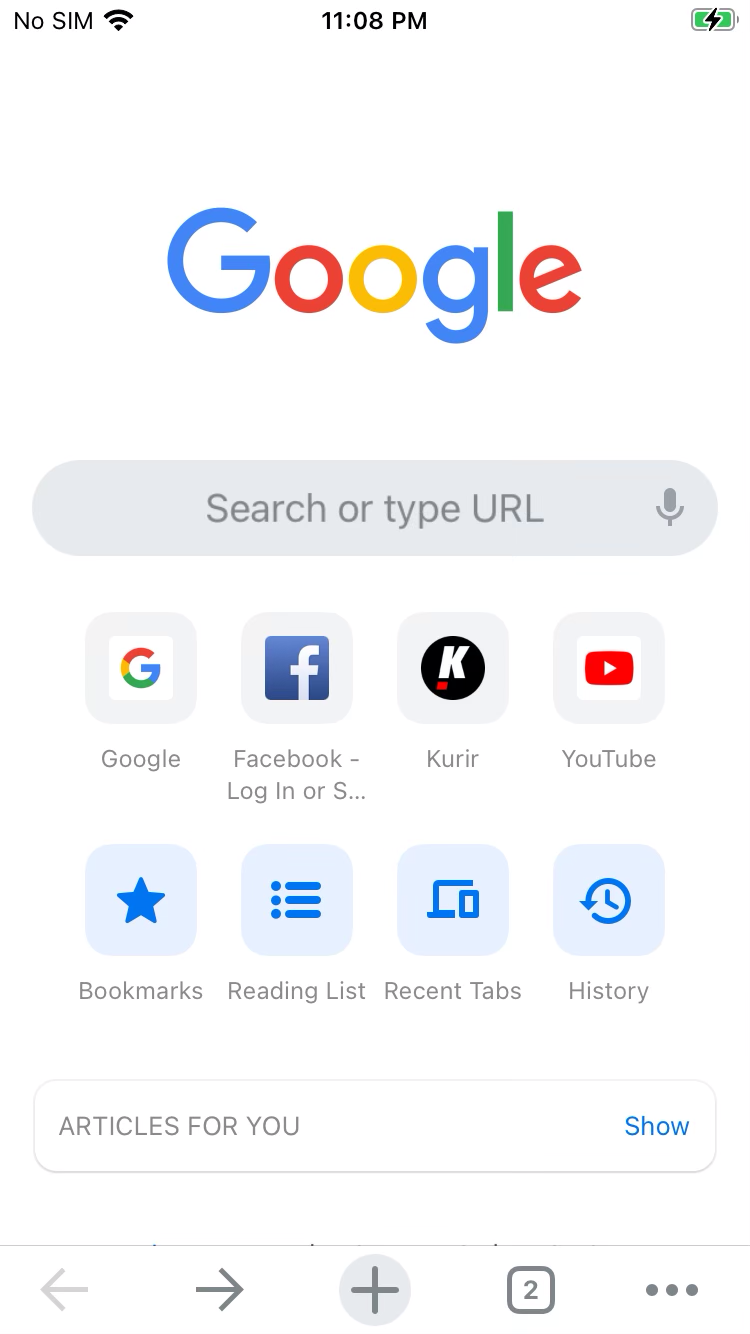 No SIM 11:08 PM
Google
Search or type URL
Google Facebook - Kurir YouTube
Log In or S...
Bookmarks Reading List Recent Tabs History
ARTICLES FOR YOU Show
2